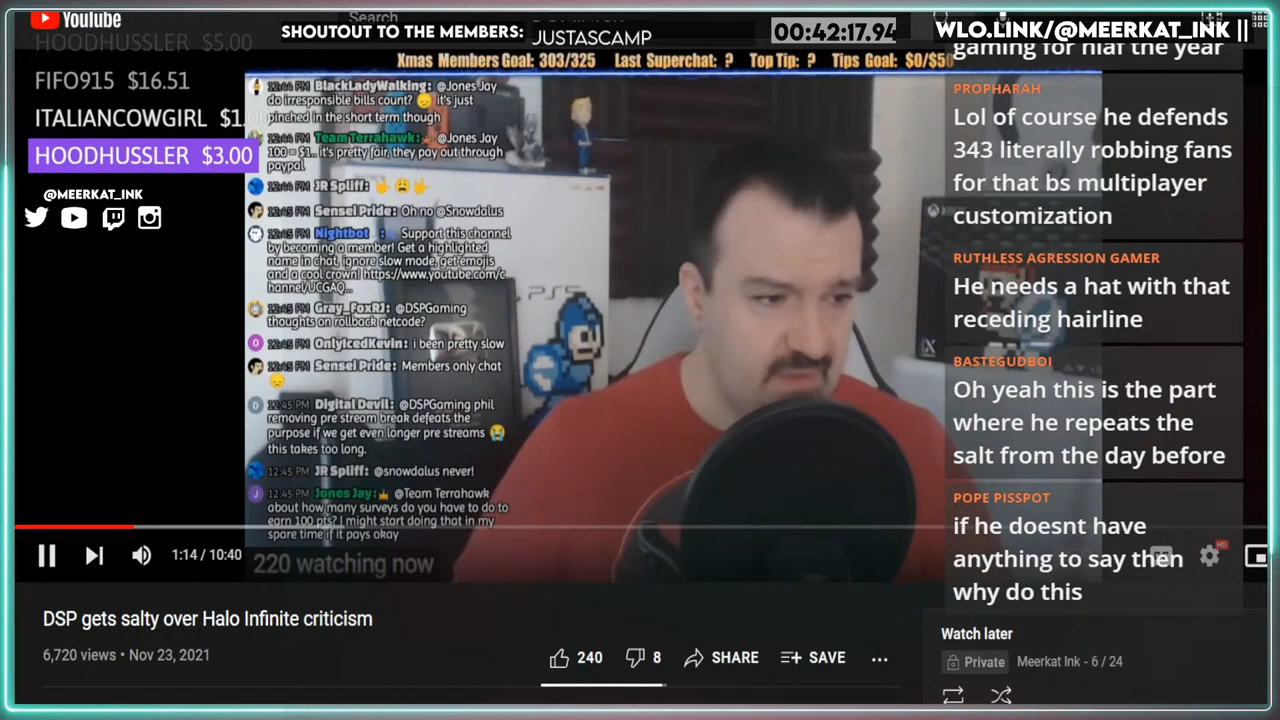 YouTube
Search
SHOUTOUT TO THE MEMBERS:
JUSTASCAMP
00:42:17.94
WLO.LINK/@MEERKAT_INK ||
HOODHUSSLER $5.00
FIFO915 $16.51
ITALIANCOWGIRL $1.
HOODHUSSLER $3.00
@MEERKAT_INK
Xmas Members Goal: 303/325 Last Superchat: ? Top Tip: ? Tips Goal: $0/$50
12:44 PM BlackLadyWalking: @JonesJay
do irresponsible bills count? 😞 it's just
pinched in the short term though
12:44 PM Team Terrahawk: @Jones Jay
100 = $1.. it's pretty fair, they pay out through
paypal
12:44 PM JR Spliff: 🤟😩🤟
12:45 PM Sensei Pride: Oh no @Snowdalus
12:45 PM Nightbot : Support this channel
by becoming a member! Get a highlighted
name in chat, ignore slow mode, get emojis
and a cool crown! https://www.youtube.com/c
hannel/UCGAQ...
12:45 PM Gray_FoxRJ: @DSPGaming
thoughts on rollback netcode?
12:45 PM OnlyIcedKevin: i been pretty slow
12:45 PM Sensei Pride: Members only chat
😞
12:45 PM Digital Devil: @DSPGaming phil
removing pre stream break defeats the
purpose if we get even longer pre streams 😭
this takes too long.
12:45 PM JR Spliff: @snowdalus never!
12:45 PM Jones Jay: @Team Terrahawk
about how many surveys do you have to do to
earn 100 pts? I might start doing that in my
spare time if it pays okay
220 watching now
PS5
XBOX
gaming for hlaf the year
PROPHARAH
Lol of course he defends
343 literally robbing fans
for that bs multiplayer
customization
RUTHLESS AGRESSION GAMER
He needs a hat with that
receding hairline
BASTEGUDBOI
Oh yeah this is the part
where he repeats the
salt from the day before
POPE PISSPOT
if he doesnt have
anything to say then
why do this
1:14 / 10:40
HD
DSP gets salty over Halo Infinite criticism
6,720 views • Nov 23, 2021
240
8
SHARE
SAVE
Watch later
Private Meerkat Ink - 6 / 24